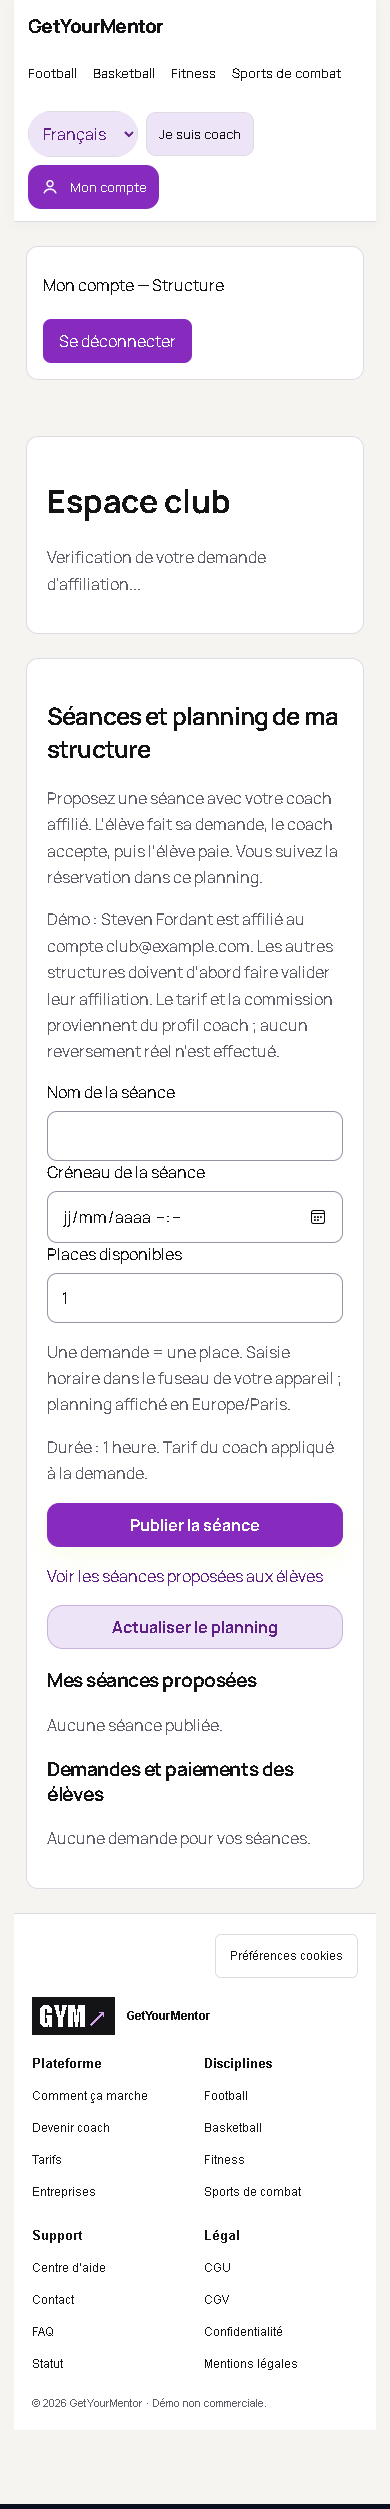 GetYourMentor
Football Basketball Fitness Sports de combat
Français Je suis coach
Mon compte
Mon compte — Structure
Se déconnecter
Espace club
Verification de votre demande
d'affiliation...
Séances et planning de ma
structure
Proposez une séance avec votre coach
affilié. L'élève fait sa demande, le coach
accepte, puis l'élève paie. Vous suivez la
réservation dans ce planning.
Démo : Steven Fordant est affilié au
compte club@example.com. Les autres
structures doivent d'abord faire valider
leur affiliation. Le tarif et la commission
proviennent du profil coach ; aucun
reversement réel n'est effectué.
Nom de la séance
Créneau de la séance
jj/mm/aaaa --:--
Places disponibles
1
Une demande = une place. Saisie
horaire dans le fuseau de votre appareil ;
planning affiché en Europe/Paris.
Durée : 1 heure. Tarif du coach appliqué
à la demande.
Publier la séance
Voir les séances proposées aux élèves
Actualiser le planning
Mes séances proposées
Aucune séance publiée.
Demandes et paiements des
élèves
Aucune demande pour vos séances.
Préférences cookies
GYM GetYourMentor
Plateforme
Comment ça marche
Devenir coach
Tarifs
Entreprises
Disciplines
Football
Basketball
Fitness
Sports de combat
Support
Centre d'aide
Contact
FAQ
Statut
Légal
CGU
CGV
Confidentialité
Mentions légales
© 2026 GetYourMentor · Démo non commerciale.